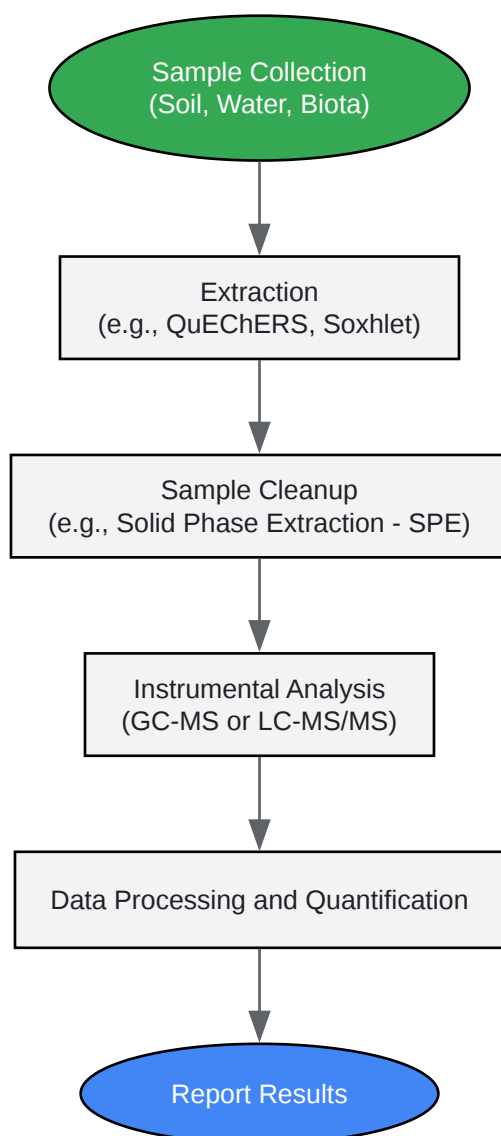 Sample Collection
(Soil, Water, Biota)
Extraction
(e.g., QuEChERS, Soxhlet)
Sample Cleanup
(e.g., Solid Phase Extraction - SPE)
Instrumental Analysis
(GC-MS or LC-MS/MS)
Data Processing and Quantification
Report Results